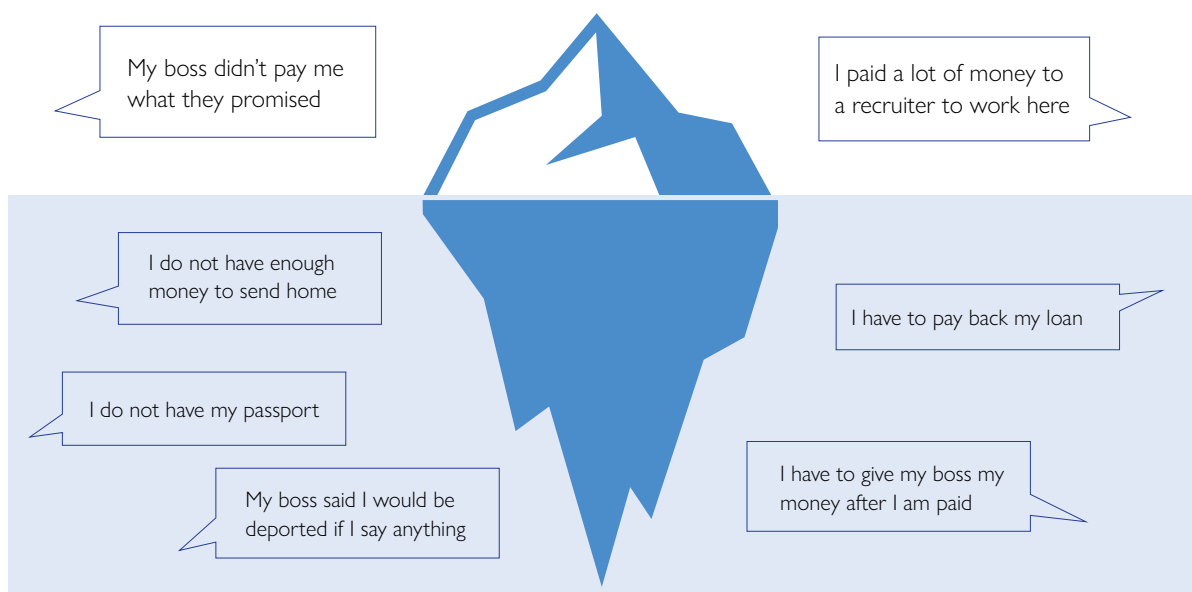 My boss didn't pay me
what they promised
I paid a lot of money to
a recruiter to work here
I do not have enough
money to send home
I have to pay back my loan
I do not have my passport
My boss said I would be
deported if I say anything
I have to give my boss my
money after I am paid